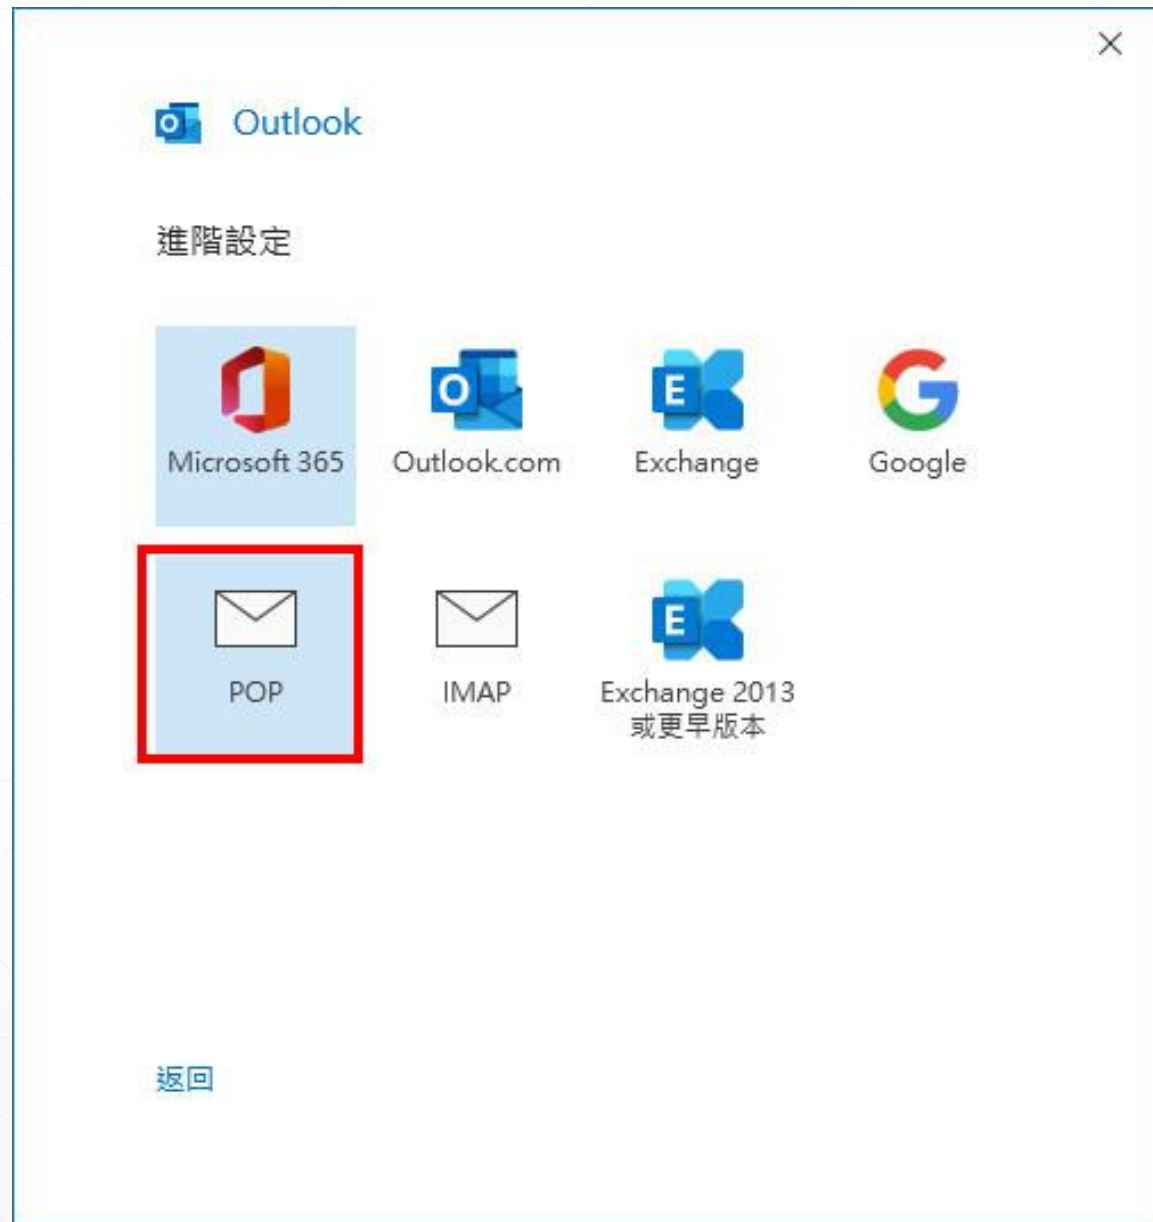 Outlook
進階設定
Microsoft 365
Outlook.com
Exchange
Google
POP
IMAP
Exchange 2013
或更早版本
返回